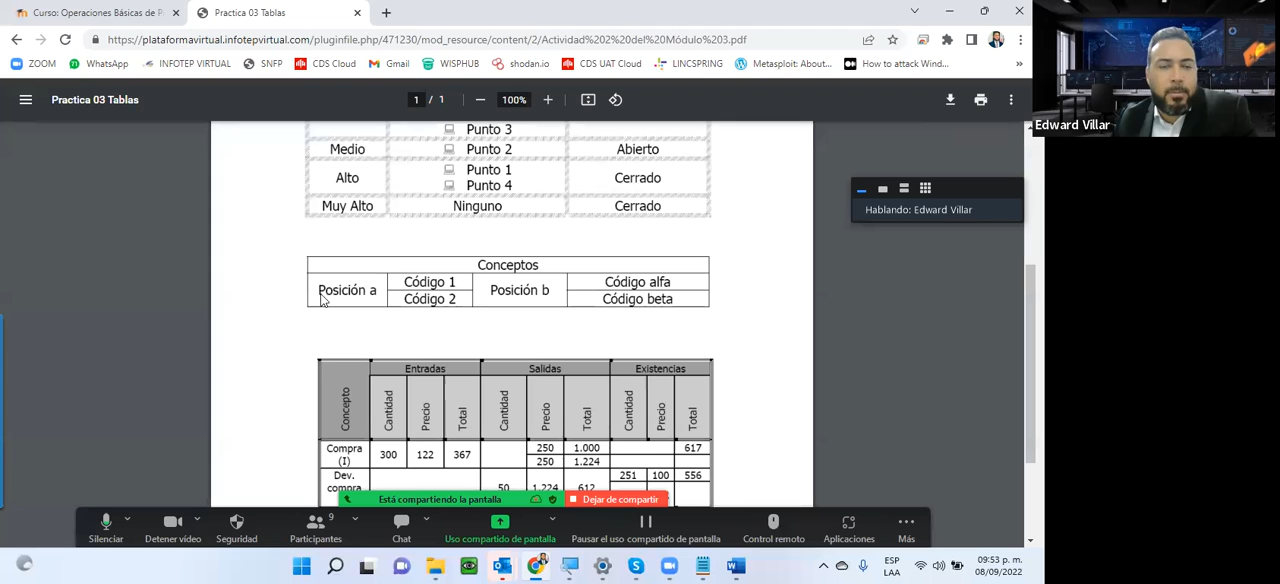 Curso: Operaciones Básicas de P
Practica 03 Tablas
https://plataformavirtual.infotepvirtual.com/pluginfile.php/471230/mod_resource/content/2/Actividad%202%20del%20Módulo%203.pdf
ZOOM WhatsApp INFOTEP VIRTUAL SNFP CDS Cloud Gmail WISPHUB shodan.io CDS UAT Cloud LINCSPRING Metasploit: About... How to attack Wind... »
Practica 03 Tablas 1 / 1 100%
Edward Villar
Punto 3
Medio Punto 2 Abierto
Alto Punto 1 Punto 4 Cerrado
Muy Alto Ninguno Cerrado
Hablando: Edward Villar
Conceptos
Posición a Código 1 Posición b Código alfa
Código 2 Código beta
Entradas Salidas Existencias
Concepto Cantidad Precio Total Cantidad Precio Total Cantidad Precio Total
Compra (I) 300 122 367 250 1.000 617
250 1.224
Dev. compra 50 1.224 612 251 100 556
Está compartiendo la pantalla Dejar de compartir
Silenciar Detener vídeo Seguridad Participantes 9 Chat Uso compartido de pantalla Pausar el uso compartido de pantalla Control remoto Aplicaciones Más
ESP LAA 09:53 p. m. 08/09/2022